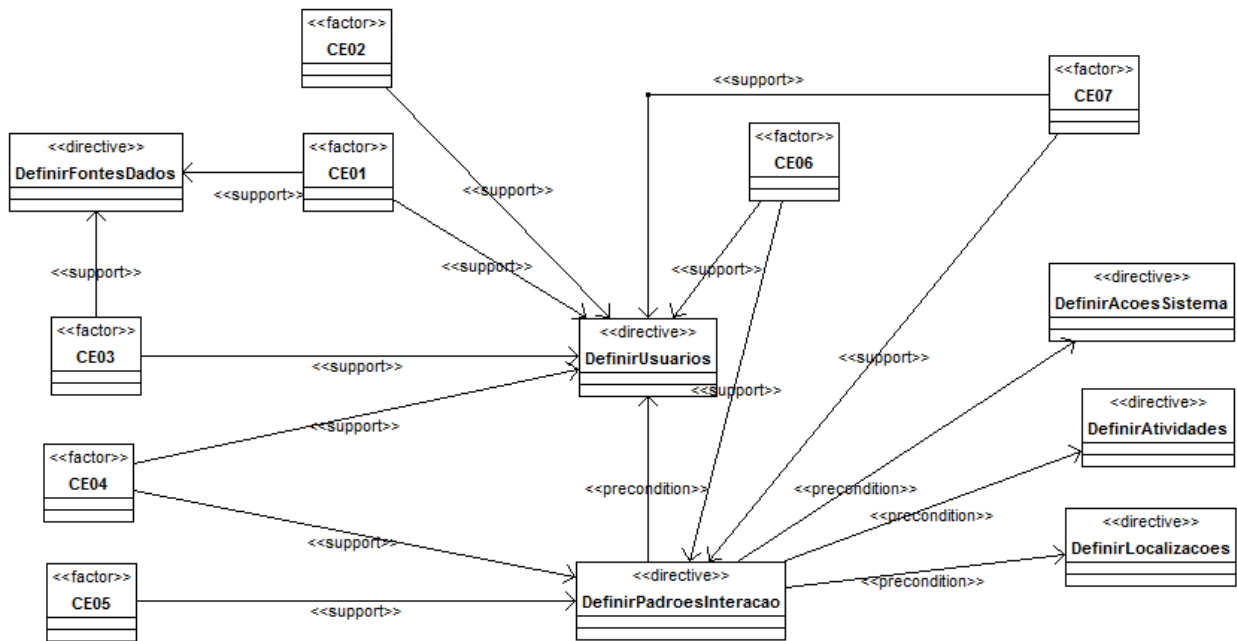 <<factor>>
CE02
<<support>>
<<factor>>
CE07
<<directive>>
DefinirFontesDados
<<factor>>
CE01
<<factor>>
CE06
<<support>>
<<support>>
<<support>>
<<support>>
<<support>>
<<directive>>
DefinirAcoesSistema
<<factor>>
CE03
<<directive>>
DefinirUsuarios
<<support>>
<<support>>
<<support>>
<<support>>
<<directive>>
DefinirAtividades
<<factor>>
CE04
<<precondition>>
<<precondition>>
<<precondition>>
<<directive>>
DefinirLocalizacoes
<<support>>
<<factor>>
CE05
<<directive>>
DefinirPadroesInteracao
<<precondition>>
<<support>>